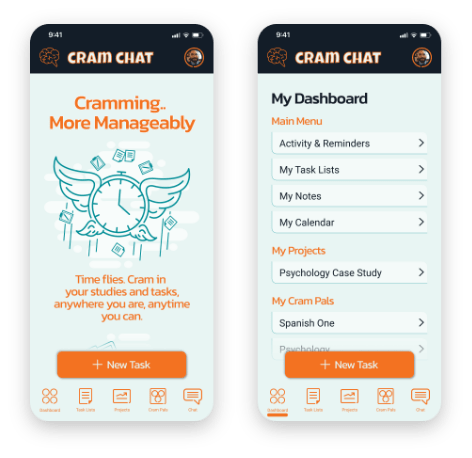 9:41
CRAM CHAT
Cramming..
More Manageably
Time flies. Cram in
your studies and tasks,
anywhere you are, anytime
you can.
+ New Task
Dashboard
Task Lists
Projects
Cram Pals
Chat
9:41
CRAM CHAT
My Dashboard
Main Menu
Activity & Reminders
My Task Lists
My Notes
My Calendar
My Projects
Psychology Case Study
My Cram Pals
Spanish One
Psychology
+ New Task
Dashboard
Task Lists
Projects
Cram Pals
Chat